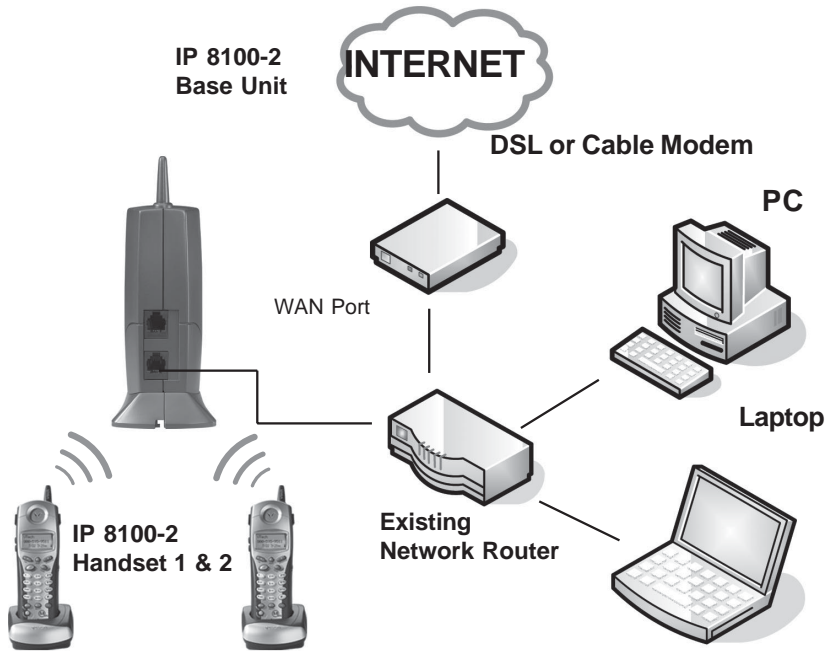 IP 8100-2
Base Unit
INTERNET
DSL or Cable Modem
PC
WAN Port
Laptop
Existing
Network Router
IP 8100-2
Handset 1 & 2